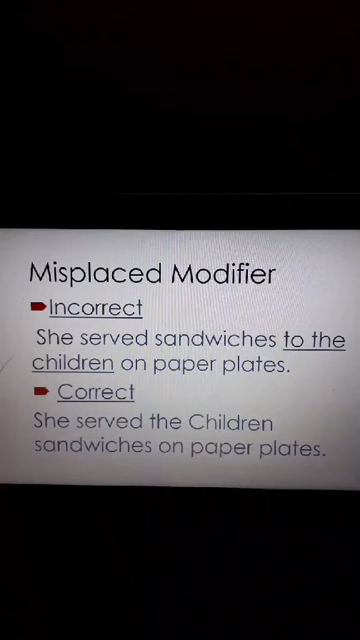 Misplaced Modifier
Incorrect
She served sandwiches to the
children on paper plates.
Correct
She served the Children
sandwiches on paper plates.